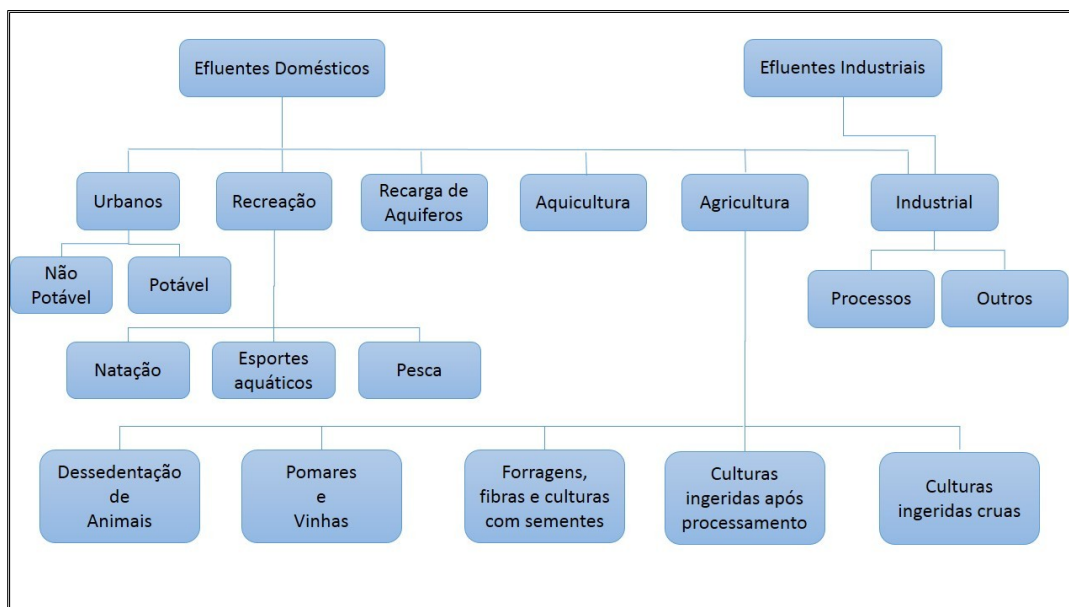 Efluentes Domésticos
Efluentes Industriais
Urbanos
Recreação
Recarga de
Aquiferos
Aquicultura
Agricultura
Industrial
Não
Potável
Potável
Processos
Outros
Natação
Esportes
aquáticos
Pesca
Dessedentação
de
Animais
Pomares
e
Vinhas
Forragens,
fibras e culturas
com sementes
Culturas
ingeridas após
processamento
Culturas
ingeridas cruas